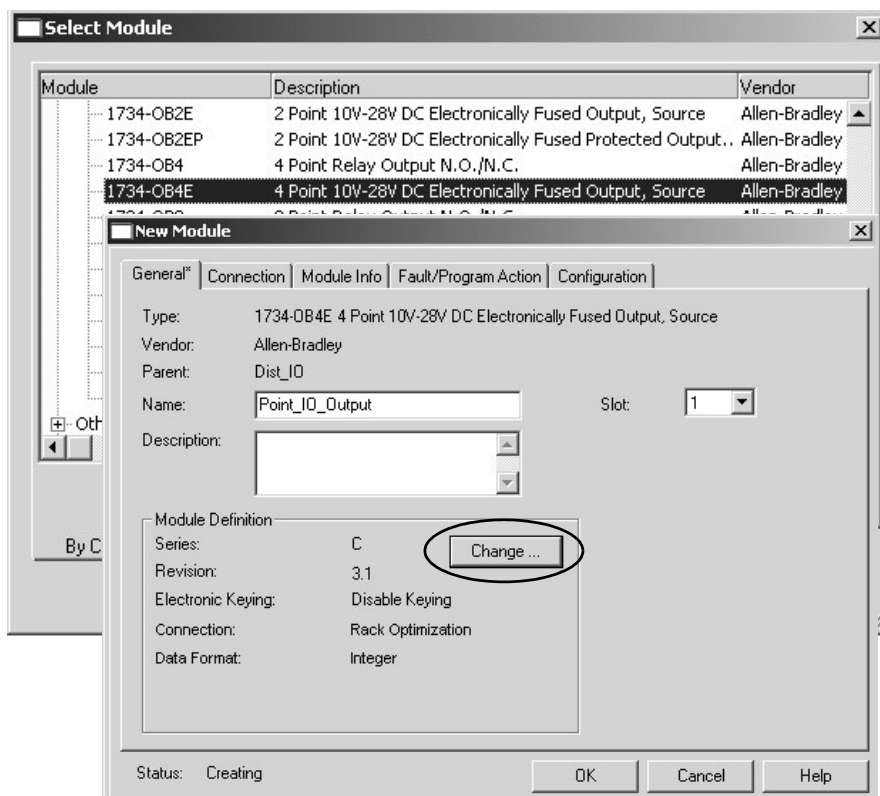 Select Module
Module Description Vendor
1734-OB2E 2 Point 10V-28V DC Electronically Fused Output, Source Allen-Bradley
1734-OB2EP 2 Point 10V-28V DC Electronically Fused Protected Output.. Allen-Bradley
1734-OB4 4 Point Relay Output N.O./N.C. Allen-Bradley
1734-OB4E 4 Point 10V-28V DC Electronically Fused Output, Source Allen-Bradley
New Module
General* Connection Module Info Fault/Program Action Configuration
Type: 1734-OB4E 4 Point 10V-28V DC Electronically Fused Output, Source
Vendor: Allen-Bradley
Parent: Dist_IO
Name: Point_IO_Output Slot: 1
Oth
Description:
Module Definition
By C
Series: C Change ...
Revision: 3.1
Electronic Keying: Disable Keying
Connection: Rack Optimization
Data Format: Integer
Status: Creating OK Cancel Help